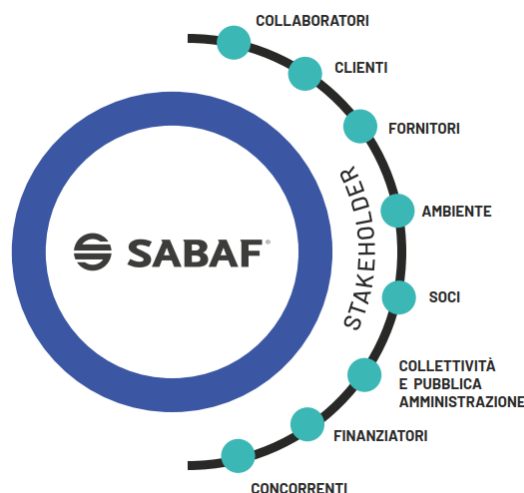 COLLABORATORI
CLIENTI
FORNITORI
STAKEHOLDER
AMBIENTE
SABAF
SOCI
COLLETTIVITÀ
E PUBBLICA
AMMINISTRAZIONE
FINANZIATORI
CONCORRENTI